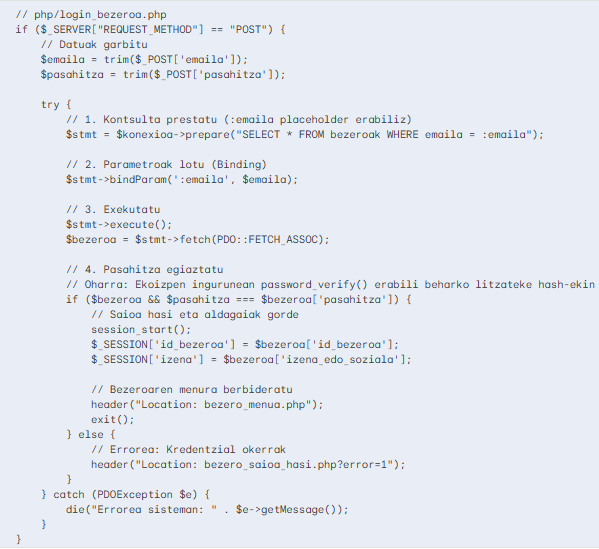 // php/login_bezeroa.php
if ($_SERVER["REQUEST_METHOD"] == "POST") {
    // Datuak garbitu
    $emaila = trim($_POST['emaila']);
    $pasahitza = trim($_POST['pasahitza']);

    try {
        // 1. Kontsulta prestatu (:emaila placeholder erabiliz)
        $stmt = $konexioa->prepare("SELECT * FROM bezeroak WHERE emaila = :emaila");

        // 2. Parametroak lotu (Binding)
        $stmt->bindParam(':emaila', $emaila);

        // 3. Exekutatu
        $stmt->execute();
        $bezeroa = $stmt->fetch(PDO::FETCH_ASSOC);

        // 4. Pasahitza egiaztatu
        // Oharra: Ekoizpen ingurunean password_verify() erabili beharko litzateke hash-ekin
        if ($bezeroa && $pasahitza === $bezeroa['pasahitza']) {
            // Saioa hasi eta aldagaiak gorde
            session_start();
            $_SESSION['id_bezeroa'] = $bezeroa['id_bezeroa'];
            $_SESSION['izena'] = $bezeroa['izena_edo_soziala'];

            // Bezeroaren menura berbideratu
            header("Location: bezero_menua.php");
            exit();
        } else {
            // Errorea: Kredentzial okerrak
            header("Location: bezero_saioa_hasi.php?error=1");
        }
    } catch (PDOException $e) {
        die("Errorea sisteman: " . $e->getMessage());
    }
}